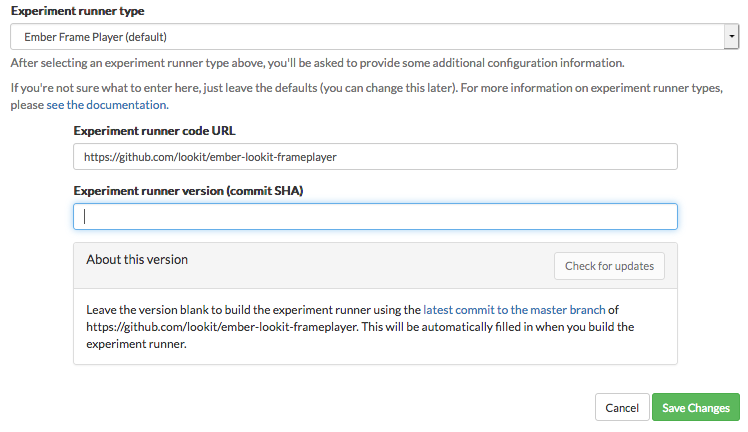 Experiment runner type
Ember Frame Player (default)
After selecting an experiment runner type above, you'll be asked to provide some additional configuration information.
If you're not sure what to enter here, just leave the defaults (you can change this later). For more information on experiment runner types,
please see the documentation.
Experiment runner code URL
https://github.com/lookit/ember-lookit-frameplayer
Experiment runner version (commit SHA)
About this version
Check for updates
Leave the version blank to build the experiment runner using the latest commit to the master branch of
https://github.com/lookit/ember-lookit-frameplayer. This will be automatically filled in when you build the
experiment runner.
Cancel
Save Changes